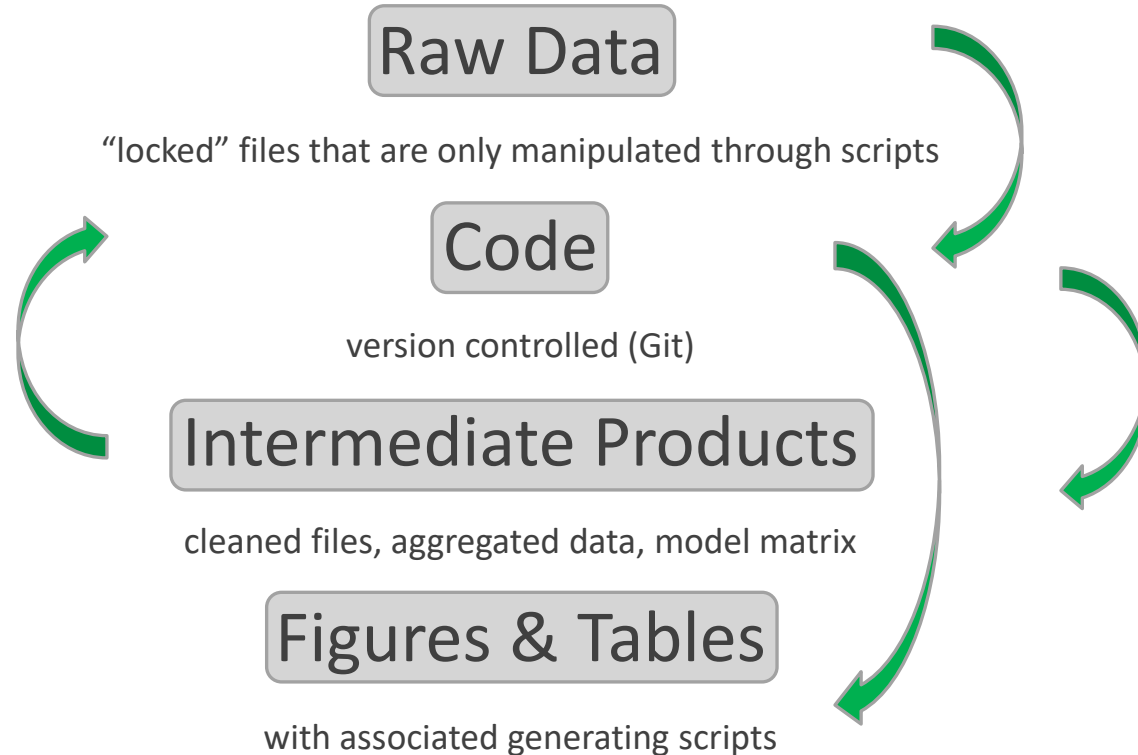 Raw Data
“locked” files that are only manipulated through scripts
Code
version controlled (Git)
Intermediate Products
cleaned files, aggregated data, model matrix
Figures & Tables
with associated generating scripts